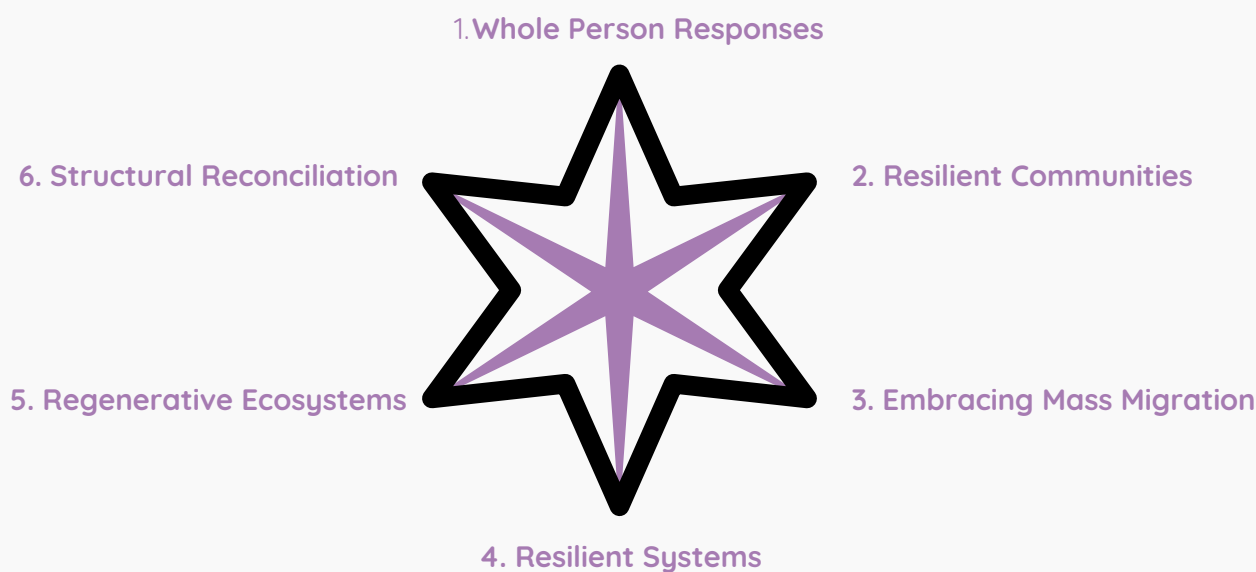 1.Whole Person Responses
6. Structural Reconciliation
2. Resilient Communities
5. Regenerative Ecosystems
3. Embracing Mass Migration
4. Resilient Systems